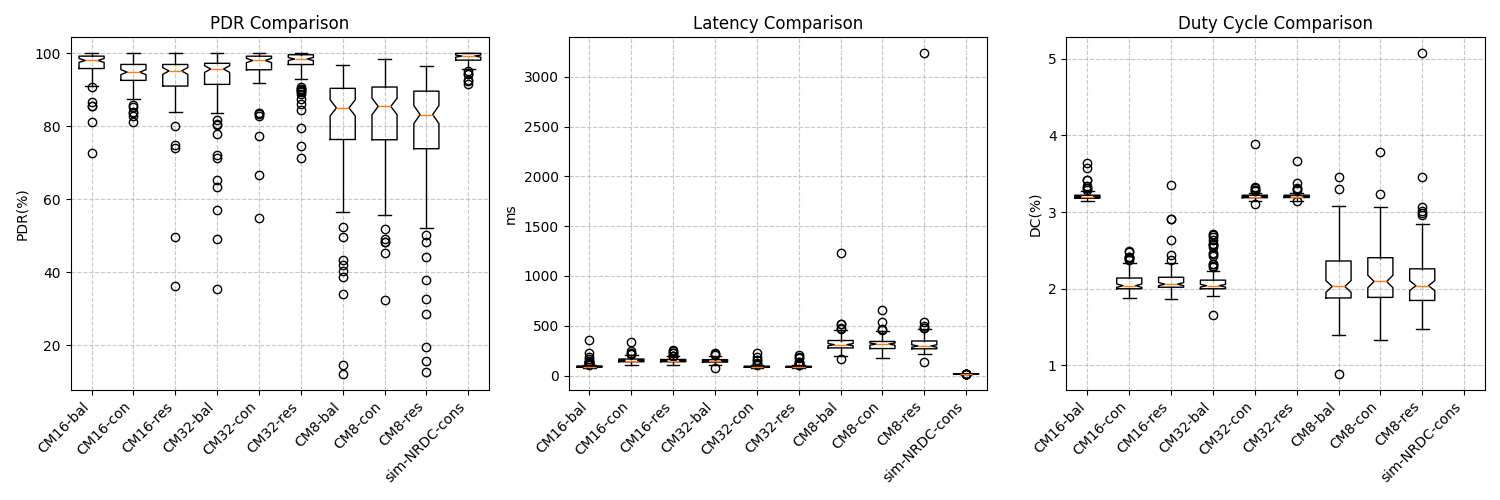 PDR Comparison
PDR(%)
100
80
60
40
20
CM16-bal
CM16-con
CM16-res
CM32-bal
CM32-con
CM32-res
CM8-bal
CM8-con
CM8-res
sim-NRDC-cons
Latency Comparison
ms
3000
2500
2000
1500
1000
500
0
CM16-bal
CM16-con
CM16-res
CM32-bal
CM32-con
CM32-res
CM8-bal
CM8-con
CM8-res
sim-NRDC-cons
Duty Cycle Comparison
DC(%)
5
4
3
2
1
CM16-bal
CM16-con
CM16-res
CM32-bal
CM32-con
CM32-res
CM8-bal
CM8-con
CM8-res
sim-NRDC-cons